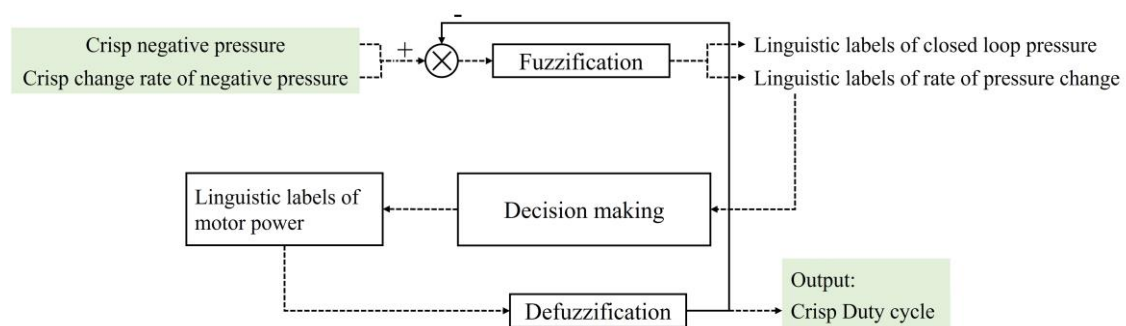 -
Crisp negative pressure
Crisp change rate of negative pressure
+
Fuzzification
Linguistic labels of closed loop pressure
Linguistic labels of rate of pressure change
Linguistic labels of
motor power
Decision making
Defuzzification
Output:
Crisp Duty cycle